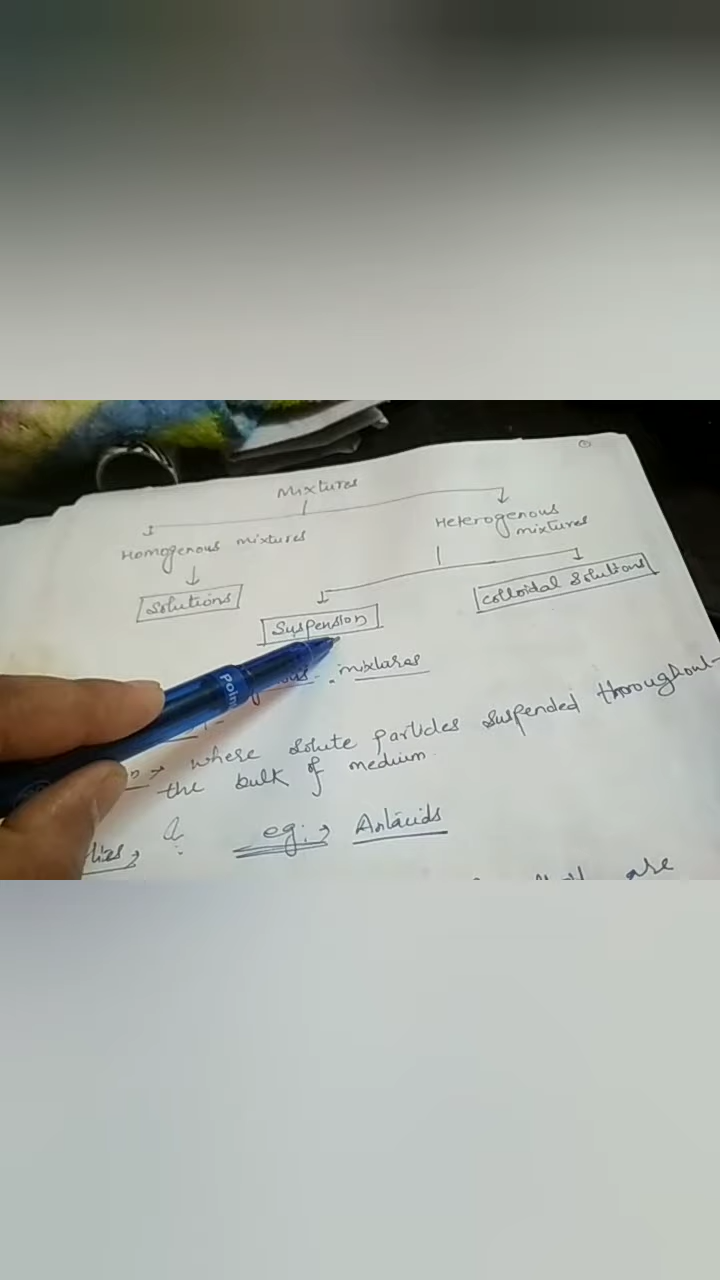 Mixtures
Homogenous mixtures
Heterogenous
mixtures
Solutions
Suspension
Colloidal Solutions
mixtures
where solute particles suspended throughout
the bulk of medium.
eg:→ Antacids
are
Point